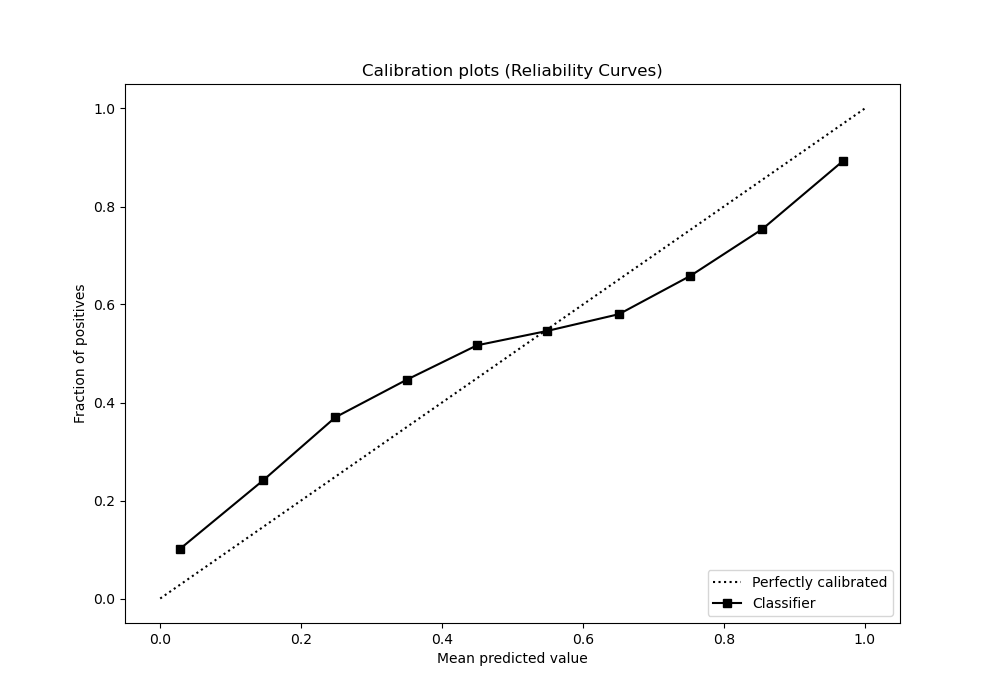 Calibration plots (Reliability Curves)
1.0
0.8
0.6
0.4
0.2
0.0
Fraction of positives
Perfectly calibrated
Classifier
0.0 0.2 0.4 0.6 0.8 1.0
Mean predicted value